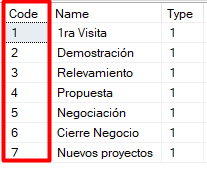 Code Name Type
1 1ra Visita 1
2 Demostración 1
3 Relevamiento 1
4 Propuesta 1
5 Negociación 1
6 Cierre Negocio 1
7 Nuevos proyectos 1